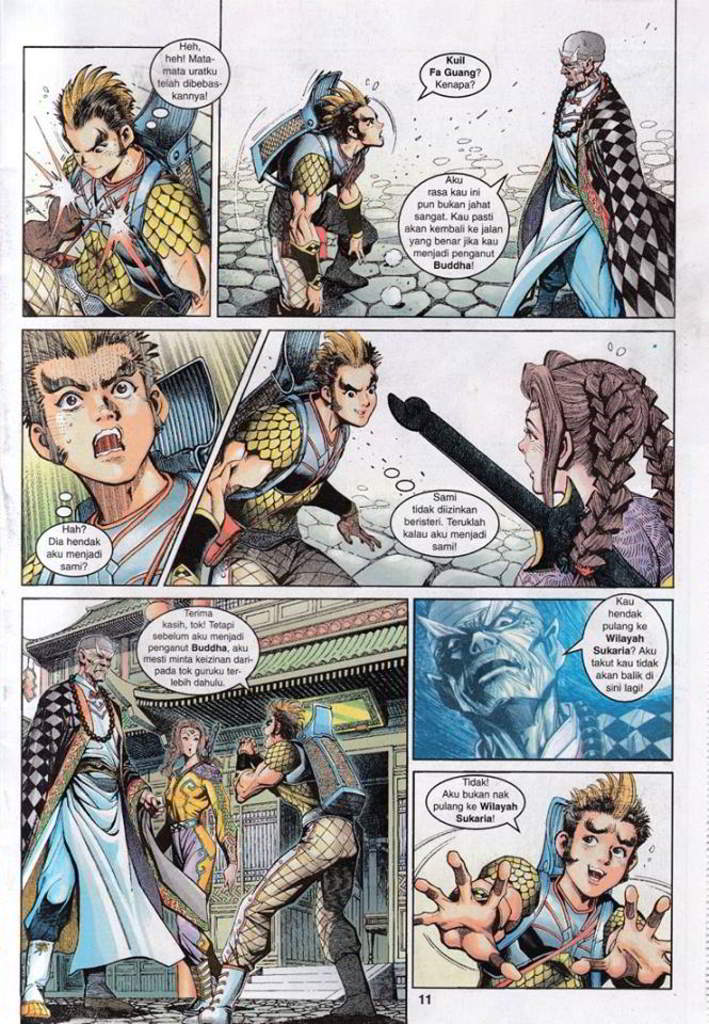 Heh,
heh! Mata-
mata uratku
telah dibebas-
kannya!
Kuil
Fa Guang?
Kenapa?
Aku
rasa kau ini
pun bukan jahat
sangat. Kau pasti
akan kembali ke jalan
yang benar jika kau
menjadi penganut
Buddha!
Hah?
Dia hendak
aku menjadi
sami?
Sami
tidak diizinkan
beristeri. Teruklah
kalau aku menjadi
sami!
Terima
kasih, tok! Tetapi
sebelum aku menjadi
penganut Buddha, aku
mesti minta keizinan dari-
pada tok guruku ter-
lebih dahulu.
Kau
hendak
pulang ke
Wilayah
Sukaria? Aku
takut kau tidak
akan balik di
sini lagi!
Tidak!
Aku bukan nak
pulang ke Wilayah
Sukaria!
11